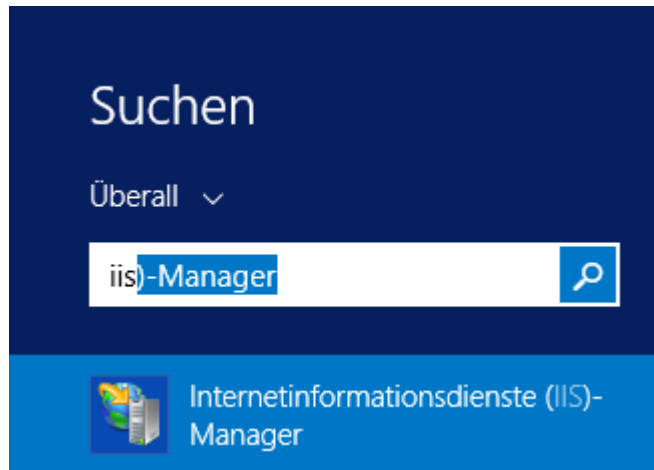 Suchen
Überall
iis)-Manager
Internetinformationsdienste (IIS)-
Manager